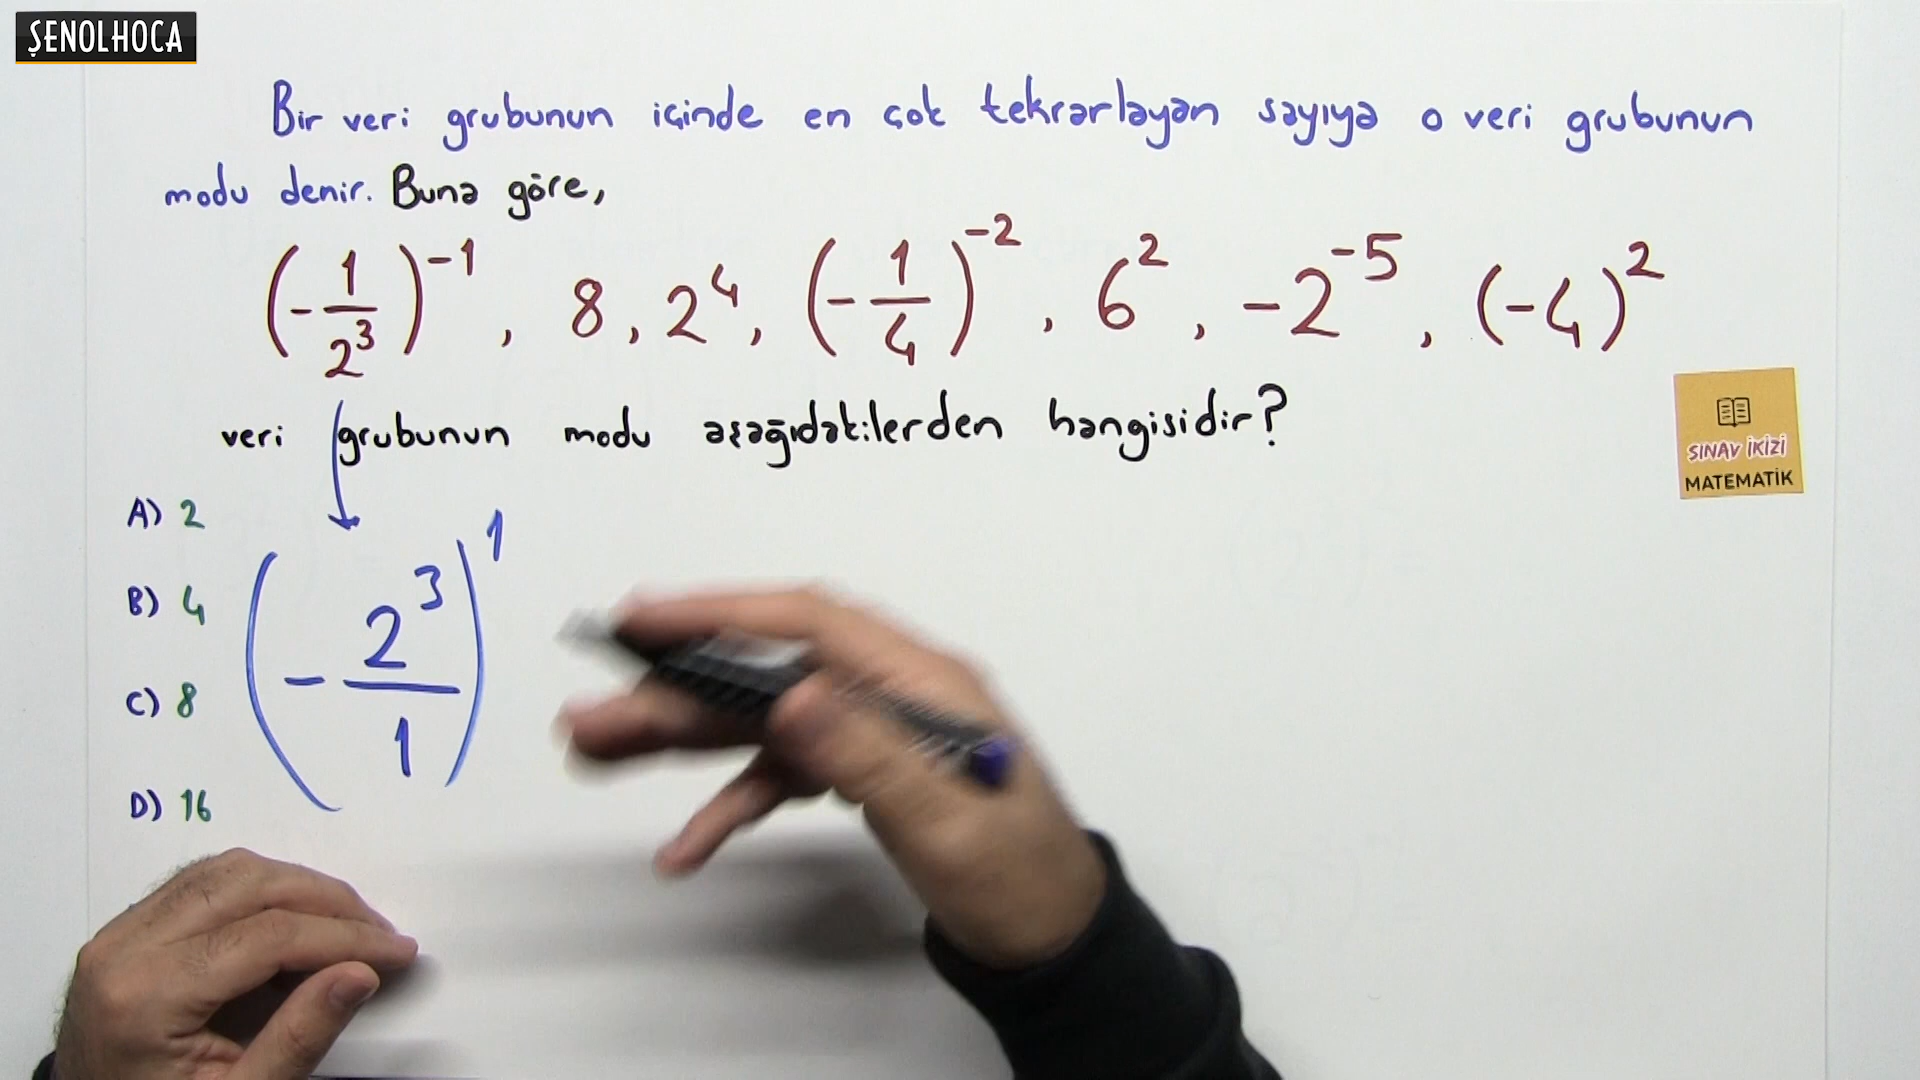 ŞENOLHOCA
Bir veri grubunun içinde en çok tekrarlayan sayıya o veri grubunun
modu denir. Buna göre,
(-1/2³)⁻¹, 8, 2⁴, (-1/4)⁻², 6², -2⁻⁵, (-4)²
veri grubunun modu aşağıdakilerden hangisidir?
SINAV İKİZİ
MATEMATİK
A) 2
B) 4
C) 8
D) 16
(-2³/1)¹